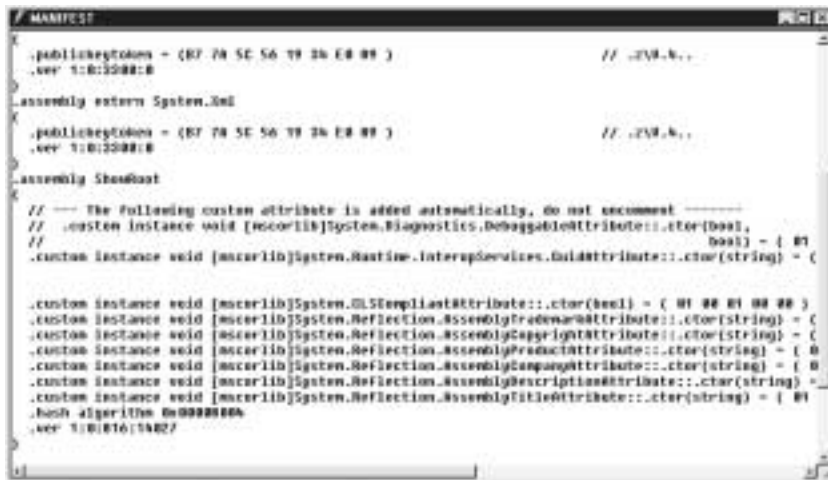 MANIFEST
{
.publickeytoken = (B7 7A 5C 56 19 34 E0 89 ) // .z\V.4..
.ver 1:0:3300:0
}
.assembly extern System.Xml
{
.publickeytoken = (B7 7A 5C 56 19 34 E0 89 ) // .z\V.4..
.ver 1:0:3300:0
}
.assembly ShowRoot
{
// --- The following custom attribute is added automatically, do not uncomment -------
// .custom instance void [mscorlib]System.Diagnostics.DebuggableAttribute::.ctor(bool,
// bool) = ( 01
.custom instance void [mscorlib]System.Runtime.InteropServices.GuidAttribute::.ctor(string) = (
.custom instance void [mscorlib]System.CLSCompliantAttribute::.ctor(bool) = ( 01 00 01 00 00 )
.custom instance void [mscorlib]System.Reflection.AssemblyTrademarkAttribute::.ctor(string) = (
.custom instance void [mscorlib]System.Reflection.AssemblyCopyrightAttribute::.ctor(string) = (
.custom instance void [mscorlib]System.Reflection.AssemblyProductAttribute::.ctor(string) = ( 0
.custom instance void [mscorlib]System.Reflection.AssemblyCompanyAttribute::.ctor(string) = ( 0
.custom instance void [mscorlib]System.Reflection.AssemblyDescriptionAttribute::.ctor(string) =
.custom instance void [mscorlib]System.Reflection.AssemblyTitleAttribute::.ctor(string) = ( 01
.hash algorithm 0x00008004
.ver 1:0:816:14027
}